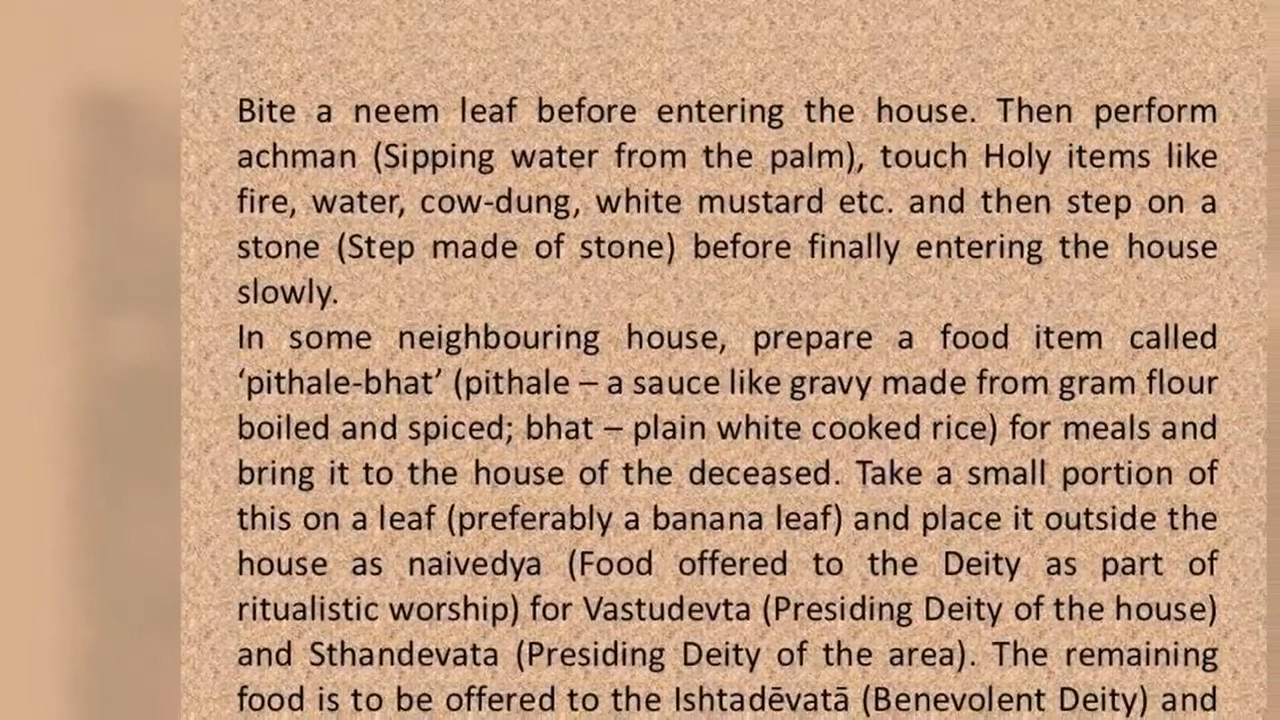 Bite a neem leaf before entering the house. Then perform
achman (Sipping water from the palm), touch Holy items like
fire, water, cow-dung, white mustard etc. and then step on a
stone (Step made of stone) before finally entering the house
slowly.
In some neighbouring house, prepare a food item called
‘pithale-bhat’ (pithale – a sauce like gravy made from gram flour
boiled and spiced; bhat – plain white cooked rice) for meals and
bring it to the house of the deceased. Take a small portion of
this on a leaf (preferably a banana leaf) and place it outside the
house as naivedya (Food offered to the Deity as part of
ritualistic worship) for Vastudevta (Presiding Deity of the house)
and Sthandevata (Presiding Deity of the area). The remaining
food is to be offered to the Ishtadēvatā (Benevolent Deity) and